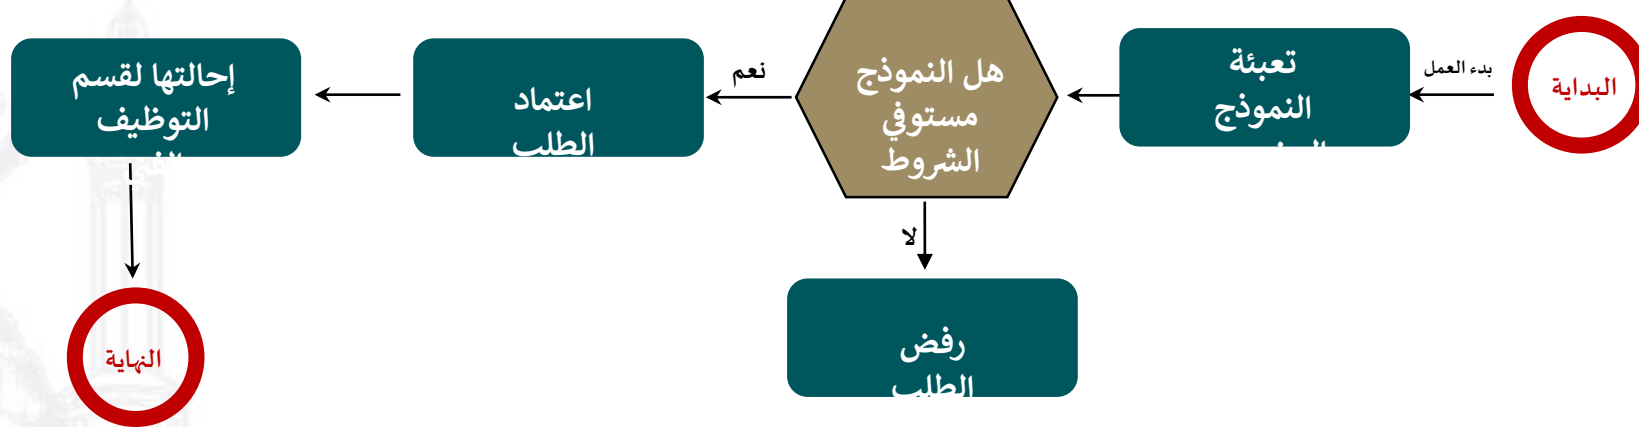 البداية
بدء العمل
تعبئة
النموذج
هل النموذج
مستوفي
الشروط
نعم
لا
اعتماد
الطلب
إحالتها لقسم
التوظيف
الفني
رفض
الطلب
النهاية